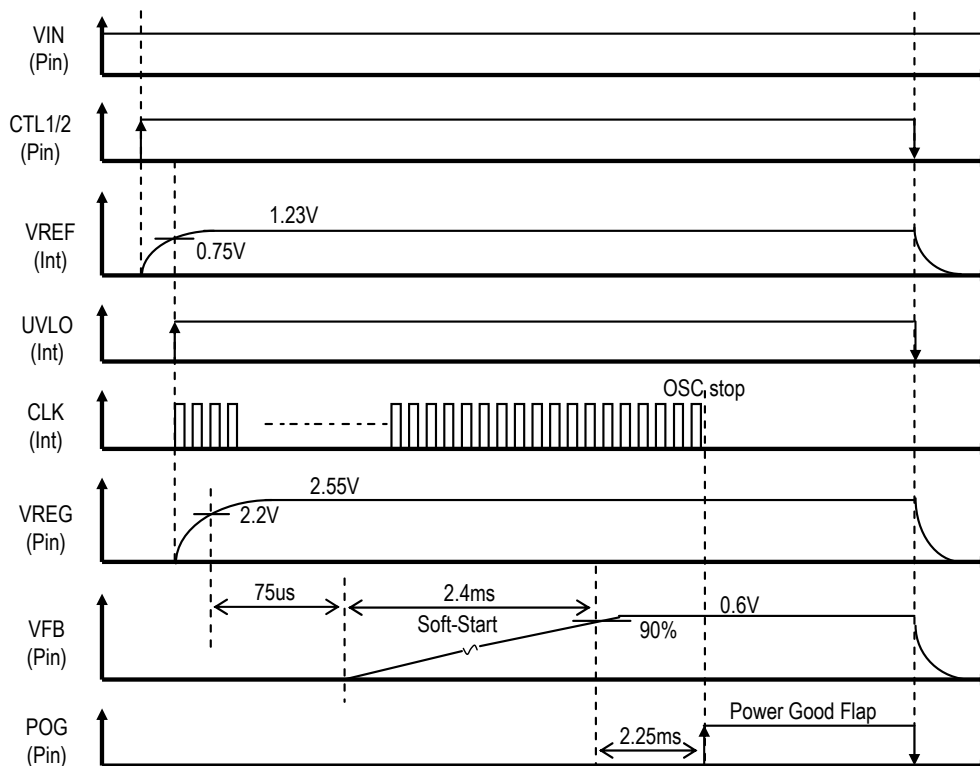 VIN
(Pin)
CTL1/2
(Pin)
VREF
(Int)
1.23V
0.75V
UVLO
(Int)
CLK
(Int)
OSC stop
VREG
(Pin)
2.55V
2.2V
VFB
(Pin)
75us
2.4ms
Soft-Start
0.6V
90%
POG
(Pin)
2.25ms
Power Good Flap